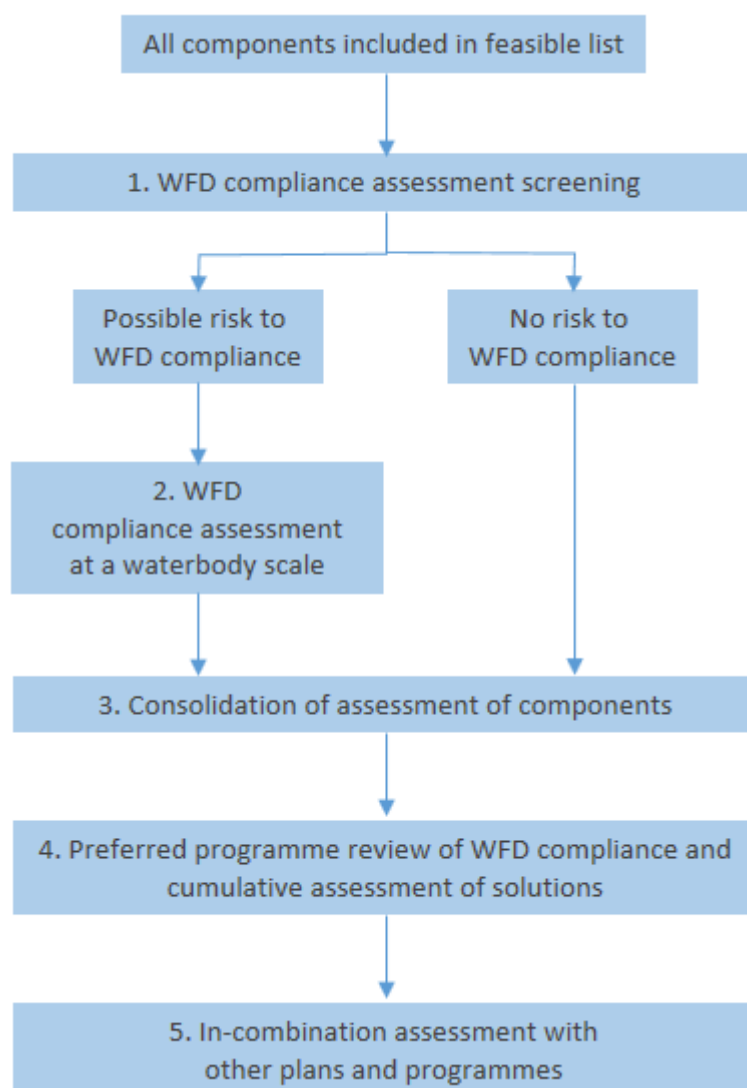 All components included in feasible list
1. WFD compliance assessment screening
Possible risk to
WFD compliance
No risk to
WFD compliance
2. WFD
compliance assessment
at a waterbody scale
3. Consolidation of assessment of components
4. Preferred programme review of WFD compliance and
cumulative assessment of solutions
5. In-combination assessment with
other plans and programmes